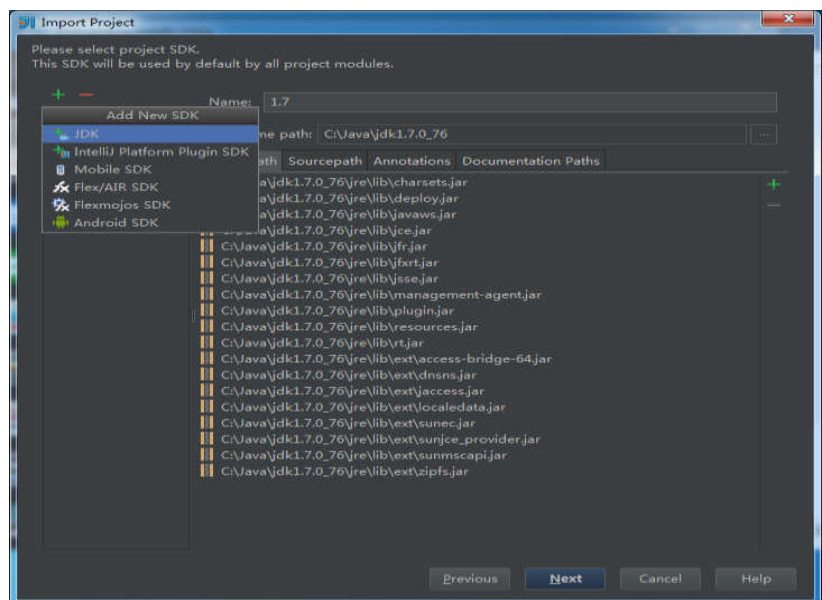 Import Project
Please select project SDK.
This SDK will be used by default by all project modules.
Name: 1.7
Add New SDK
JDK
me path: C:\Java\jdk1.7.0_76 ...
IntelliJ Platform Plugin SDK
ath Sourcepath Annotations Documentation Paths
Mobile SDK
Flex/AIR SDK
Flexmojos SDK
Android SDK
a\jdk1.7.0_76\jre\lib\charsets.jar
a\jdk1.7.0_76\jre\lib\deploy.jar
a\jdk1.7.0_76\jre\lib\javaws.jar
C:\Java\jdk1.7.0_76\jre\lib\jce.jar
C:\Java\jdk1.7.0_76\jre\lib\jfr.jar
C:\Java\jdk1.7.0_76\jre\lib\jfxrt.jar
C:\Java\jdk1.7.0_76\jre\lib\jsse.jar
C:\Java\jdk1.7.0_76\jre\lib\management-agent.jar
C:\Java\jdk1.7.0_76\jre\lib\plugin.jar
C:\Java\jdk1.7.0_76\jre\lib\resources.jar
C:\Java\jdk1.7.0_76\jre\lib\rt.jar
C:\Java\jdk1.7.0_76\jre\lib\ext\access-bridge-64.jar
C:\Java\jdk1.7.0_76\jre\lib\ext\dnsns.jar
C:\Java\jdk1.7.0_76\jre\lib\ext\jaccess.jar
C:\Java\jdk1.7.0_76\jre\lib\ext\localedata.jar
C:\Java\jdk1.7.0_76\jre\lib\ext\sunec.jar
C:\Java\jdk1.7.0_76\jre\lib\ext\sunjce_provider.jar
C:\Java\jdk1.7.0_76\jre\lib\ext\sunmscapi.jar
C:\Java\jdk1.7.0_76\jre\lib\ext\zipfs.jar
Previous Next Cancel Help